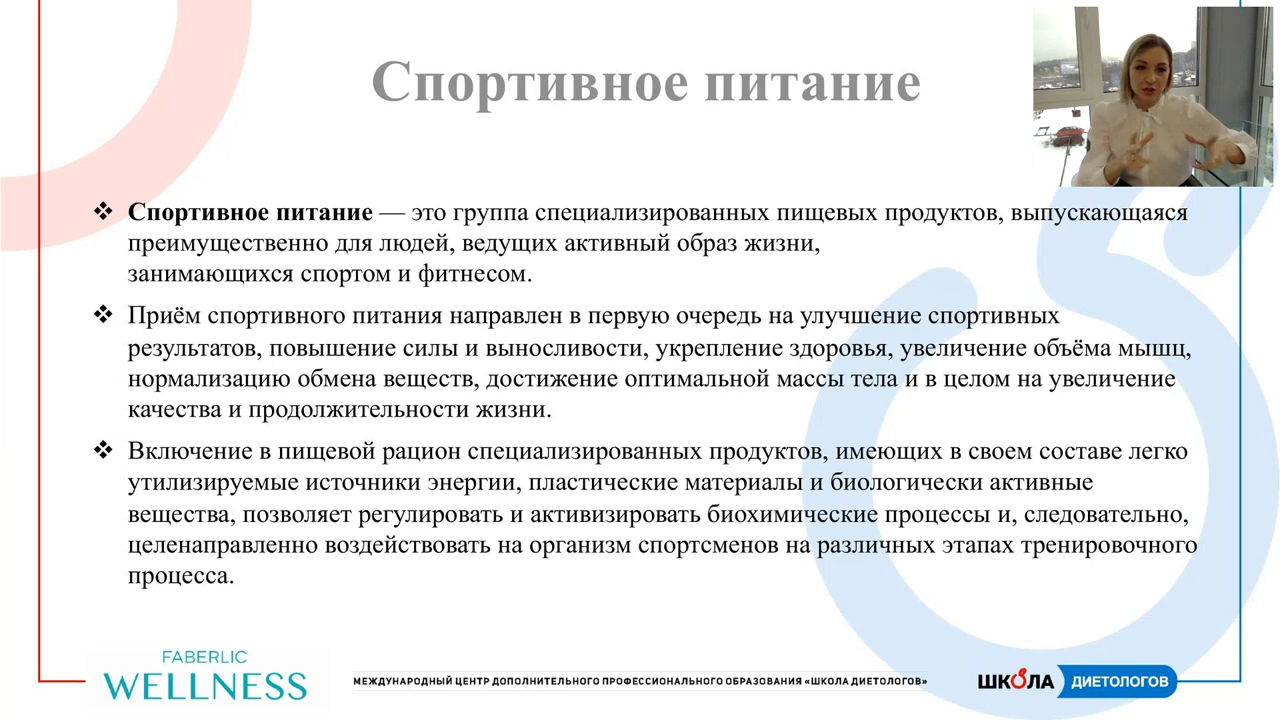 Спортивное питание
❖ Спортивное питание — это группа специализированных пищевых продуктов, выпускающаяся
преимущественно для людей, ведущих активный образ жизни,
занимающихся спортом и фитнесом.
❖ Приём спортивного питания направлен в первую очередь на улучшение спортивных
результатов, повышение силы и выносливости, укрепление здоровья, увеличение объёма мышц,
нормализацию обмена веществ, достижение оптимальной массы тела и в целом на увеличение
качества и продолжительности жизни.
❖ Включение в пищевой рацион специализированных продуктов, имеющих в своем составе легко
утилизируемые источники энергии, пластические материалы и биологически активные
вещества, позволяет регулировать и активизировать биохимические процессы и, следовательно,
целенаправленно воздействовать на организм спортсменов на различных этапах тренировочного
процесса.
FABERLIC
WELLNESS
МЕЖДУНАРОДНЫЙ ЦЕНТР ДОПОЛНИТЕЛЬНОГО ПРОФЕССИОНАЛЬНОГО ОБРАЗОВАНИЯ «ШКОЛА ДИЕТОЛОГОВ»
ШКОЛА ДИЕТОЛОГОВ